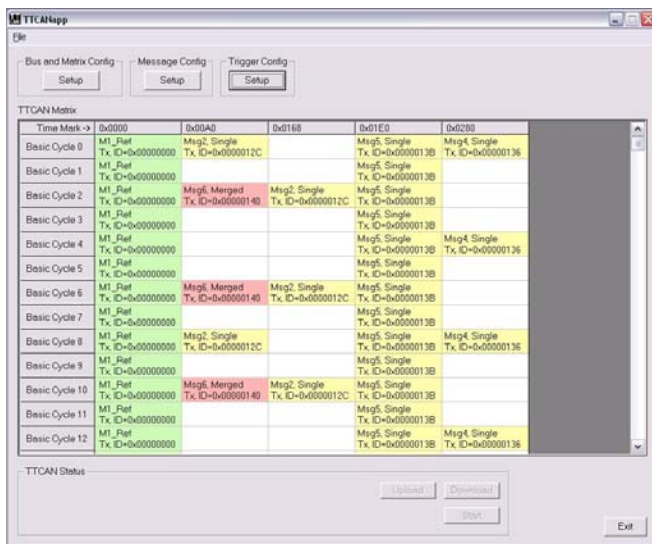 TTCANapp
File
Bus and Matrix Config
Message Config
Trigger Config
Setup
Setup
Setup
TTCAN Matrix
Time Mark -> 0x0000 0x00A0 0x0168 0x01E0 0x0280
Basic Cycle 0
M1_Ref
Tx, ID=0x00000000
Msg2, Single
Tx, ID=0x0000012C
Msg5, Single
Tx, ID=0x0000013B
Msg4, Single
Tx, ID=0x00000136
Basic Cycle 1
M1_Ref
Tx, ID=0x00000000
Msg5, Single
Tx, ID=0x0000013B
Basic Cycle 2
M1_Ref
Tx, ID=0x00000000
Msg6, Merged
Tx, ID=0x00000140
Msg2, Single
Tx, ID=0x0000012C
Msg5, Single
Tx, ID=0x0000013B
Basic Cycle 3
M1_Ref
Tx, ID=0x00000000
Msg5, Single
Tx, ID=0x0000013B
Basic Cycle 4
M1_Ref
Tx, ID=0x00000000
Msg5, Single
Tx, ID=0x0000013B
Msg4, Single
Tx, ID=0x00000136
Basic Cycle 5
M1_Ref
Tx, ID=0x00000000
Msg5, Single
Tx, ID=0x0000013B
Basic Cycle 6
M1_Ref
Tx, ID=0x00000000
Msg6, Merged
Tx, ID=0x00000140
Msg2, Single
Tx, ID=0x0000012C
Msg5, Single
Tx, ID=0x0000013B
Basic Cycle 7
M1_Ref
Tx, ID=0x00000000
Msg5, Single
Tx, ID=0x0000013B
Basic Cycle 8
M1_Ref
Tx, ID=0x00000000
Msg2, Single
Tx, ID=0x0000012C
Msg5, Single
Tx, ID=0x0000013B
Msg4, Single
Tx, ID=0x00000136
Basic Cycle 9
M1_Ref
Tx, ID=0x00000000
Msg5, Single
Tx, ID=0x0000013B
Basic Cycle 10
M1_Ref
Tx, ID=0x00000000
Msg6, Merged
Tx, ID=0x00000140
Msg2, Single
Tx, ID=0x0000012C
Msg5, Single
Tx, ID=0x0000013B
Basic Cycle 11
M1_Ref
Tx, ID=0x00000000
Msg5, Single
Tx, ID=0x0000013B
Basic Cycle 12
M1_Ref
Tx, ID=0x00000000
Msg5, Single
Tx, ID=0x0000013B
Msg4, Single
Tx, ID=0x00000136
TTCAN Status
Upload
Download
Start
Exit